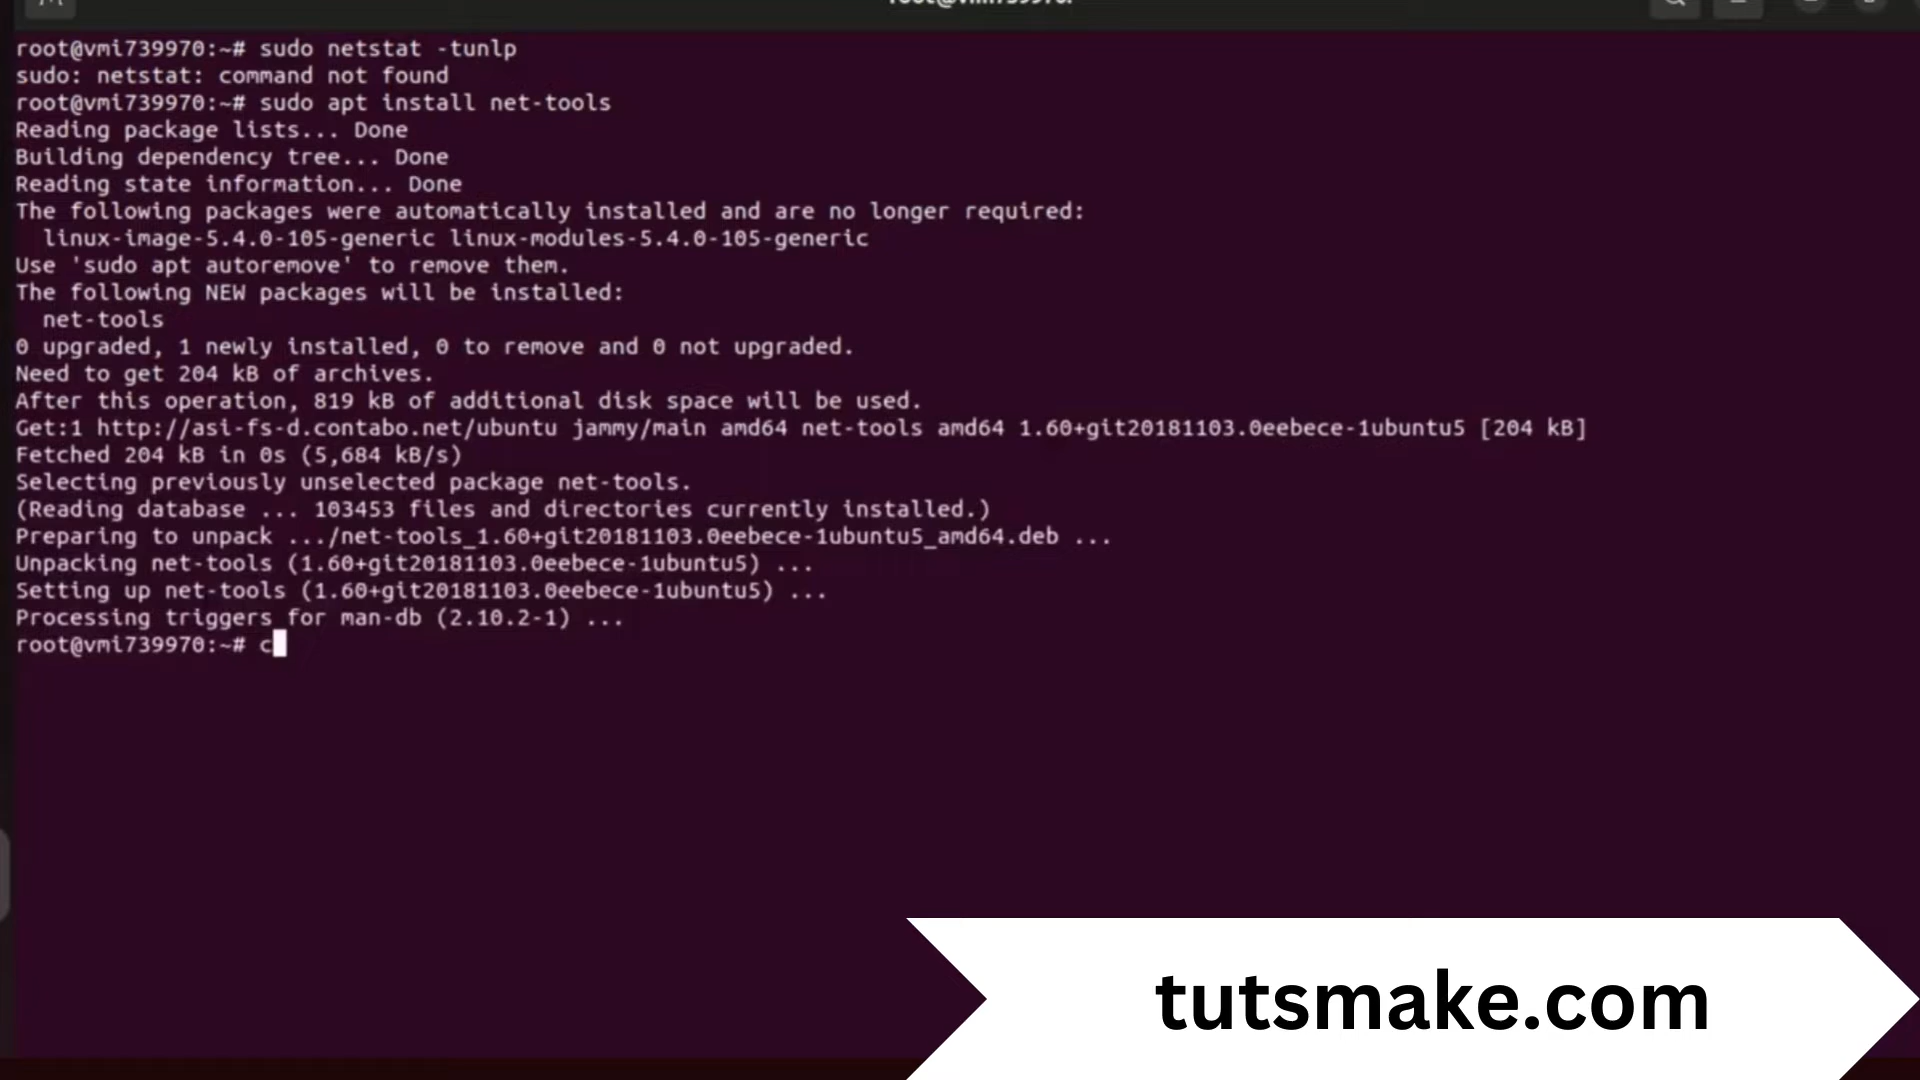 root@vmi739970:~# sudo netstat -tunlp
sudo: netstat: command not found
root@vmi739970:~# sudo apt install net-tools
Reading package lists... Done
Building dependency tree... Done
Reading state information... Done
The following packages were automatically installed and are no longer required:
  linux-image-5.4.0-105-generic linux-modules-5.4.0-105-generic
Use 'sudo apt autoremove' to remove them.
The following NEW packages will be installed:
  net-tools
0 upgraded, 1 newly installed, 0 to remove and 0 not upgraded.
Need to get 204 kB of archives.
After this operation, 819 kB of additional disk space will be used.
Get:1 http://asi-fs-d.contabo.net/ubuntu jammy/main amd64 net-tools amd64 1.60+git20181103.0eebece-1ubuntu5 [204 kB]
Fetched 204 kB in 0s (5,684 kB/s)
Selecting previously unselected package net-tools.
(Reading database ... 103453 files and directories currently installed.)
Preparing to unpack .../net-tools_1.60+git20181103.0eebece-1ubuntu5_amd64.deb ...
Unpacking net-tools (1.60+git20181103.0eebece-1ubuntu5) ...
Setting up net-tools (1.60+git20181103.0eebece-1ubuntu5) ...
Processing triggers for man-db (2.10.2-1) ...
root@vmi739970:~# c
tutsmake.com